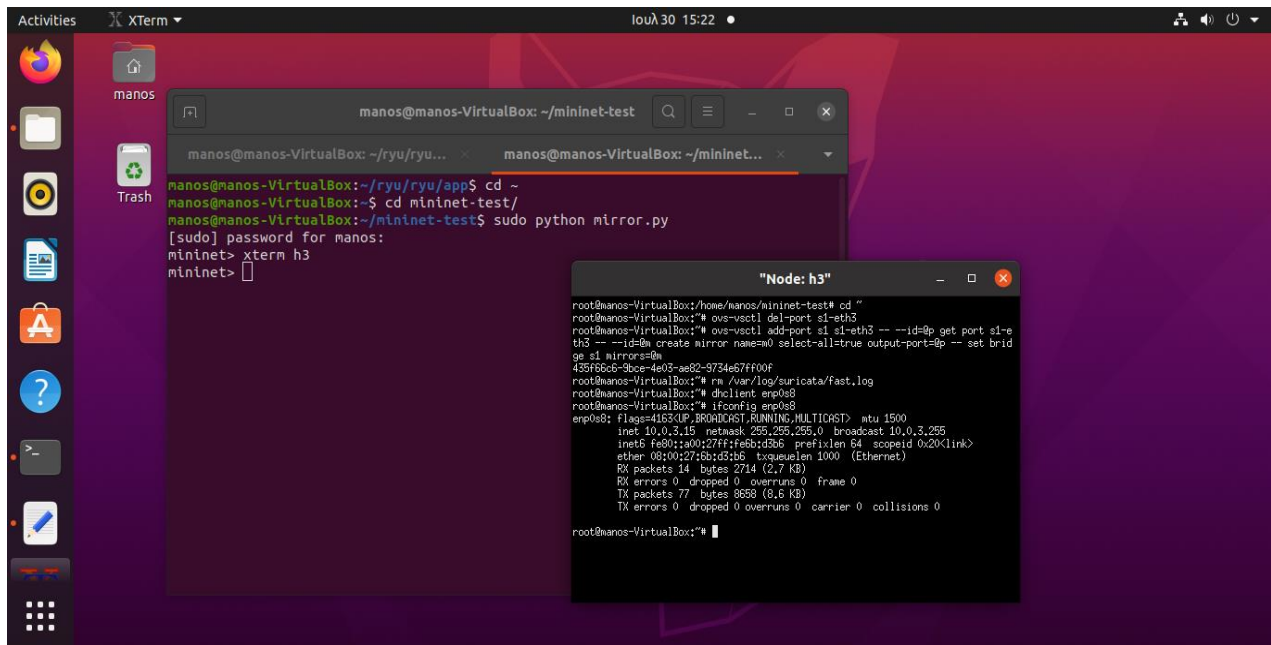 Activities
XTerm
Ιουλ 30 15:22
manos
Trash
manos@manos-VirtualBox: ~/mininet-test
manos@manos-VirtualBox: ~/ryu/ryu...
manos@manos-VirtualBox: ~/mininet...
manos@manos-VirtualBox:~/ryu/ryu/app$ cd ~
manos@manos-VirtualBox:~$ cd mininet-test/
manos@manos-VirtualBox:~/mininet-test$ sudo python mirror.py
[sudo] password for manos:
mininet> xterm h3
mininet>
"Node: h3"
root@manos-VirtualBox:/home/manos/mininet-test# cd ~
root@manos-VirtualBox:~# ovs-vsctl del-port s1-eth3
root@manos-VirtualBox:~# ovs-vsctl add-port s1 s1-eth3 -- --id=@p get port s1-e
th3 -- --id=@m create mirror name=m0 select-all=true output-port=@p -- set brid
ge s1 mirrors=@m
435f66c6-9bce-4e03-ae82-9734e67ff00f
root@manos-VirtualBox:~# rm /var/log/suricata/fast.log
root@manos-VirtualBox:~# dhclient enp0s8
root@manos-VirtualBox:~# ifconfig enp0s8
enp0s8: flags=4163<UP,BROADCAST,RUNNING,MULTICAST> mtu 1500
inet 10.0.3.15 netmask 255.255.255.0 broadcast 10.0.3.255
inet6 fe80::a00:27ff:fe6b:d3b6 prefixlen 64 scopeid 0x20<link>
ether 08:00:27:6b:d3:b6 txqueuelen 1000 (Ethernet)
RX packets 14 bytes 2714 (2.7 KB)
RX errors 0 dropped 0 overruns 0 frame 0
TX packets 77 bytes 8658 (8.6 KB)
TX errors 0 dropped 0 overruns 0 carrier 0 collisions 0
root@manos-VirtualBox:~#